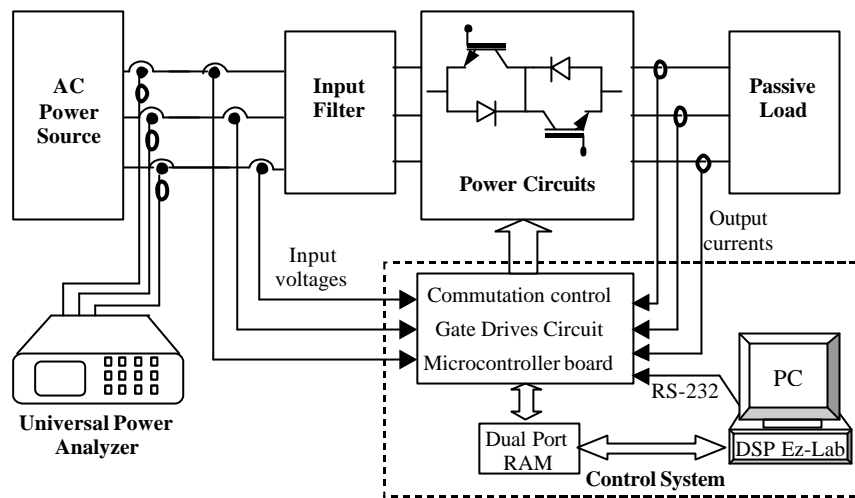 AC
Power
Source
Input
Filter
Power Circuits
Passive
Load
Input
voltages
Output
currents
Commutation control
Gate Drives Circuit
Microcontroller board
RS-232
PC
DSP Ez-Lab
Dual Port
RAM
Control System
Universal Power
Analyzer